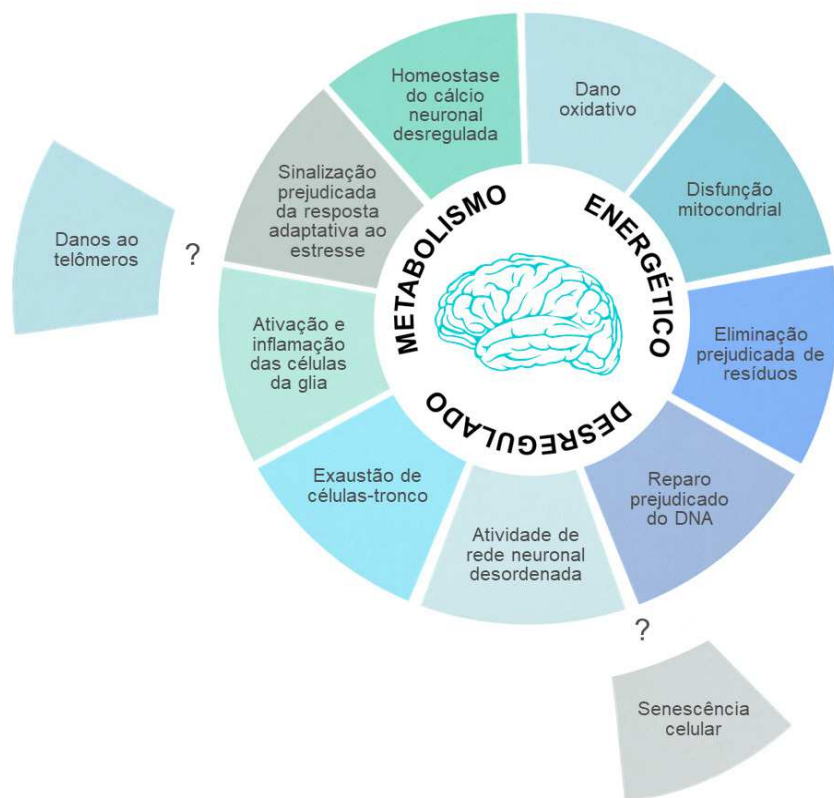 Homeostase
do cálcio
neuronal
desregulada
Dano
oxidativo
Disfunção
mitocondrial
Eliminação
prejudicada de
resíduos
Reparo
prejudicado
do DNA
Atividade de
rede neuronal
desordenada
Exaustão de
células-tronco
Ativação e
inflamação
das células
da glia
Sinalização
prejudicada
da resposta
adaptativa ao
estresse
METABOLISMO
ENERGÉTICO
DESREGULADO
Danos ao
telômeros
?
?
Senescência
celular